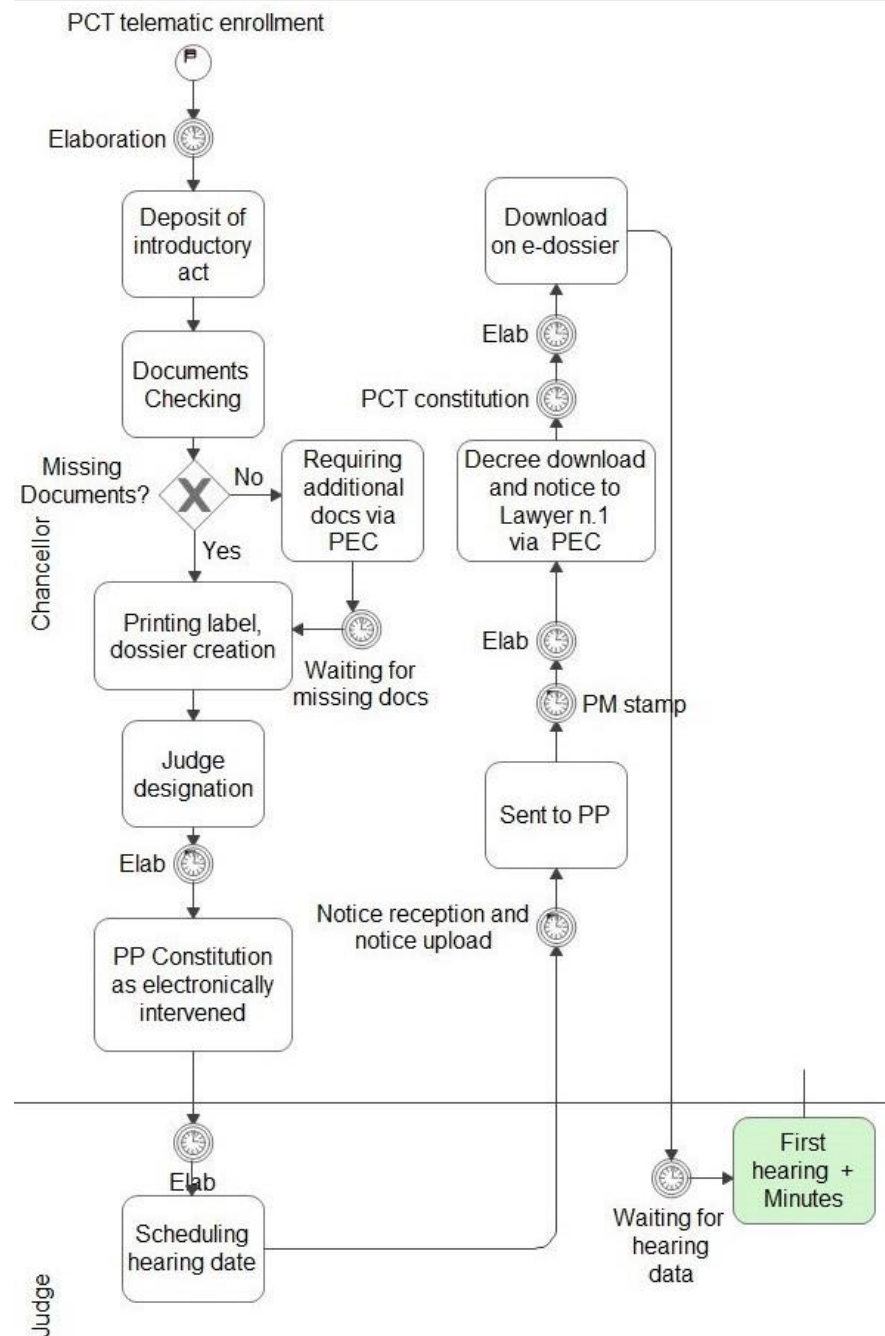 PCT telematic enrollment
Elaboration
Deposit of
introductory
act
Documents
Checking
Missing
Documents?
No
Yes
Requiring
additional
docs via
PEC
Waiting for
missing docs
Printing label,
dossier creation
Judge
designation
Elab
PP Constitution
as electronically
intervened
Chancellor
Elab
Scheduling
hearing date
Notice reception and
notice upload
Sent to PP
PM stamp
Elab
Decree download
and notice to
Lawyer n.1
via PEC
PCT constitution
Elab
Download
on e-dossier
Waiting for
hearing
data
First
hearing +
Minutes
Judge